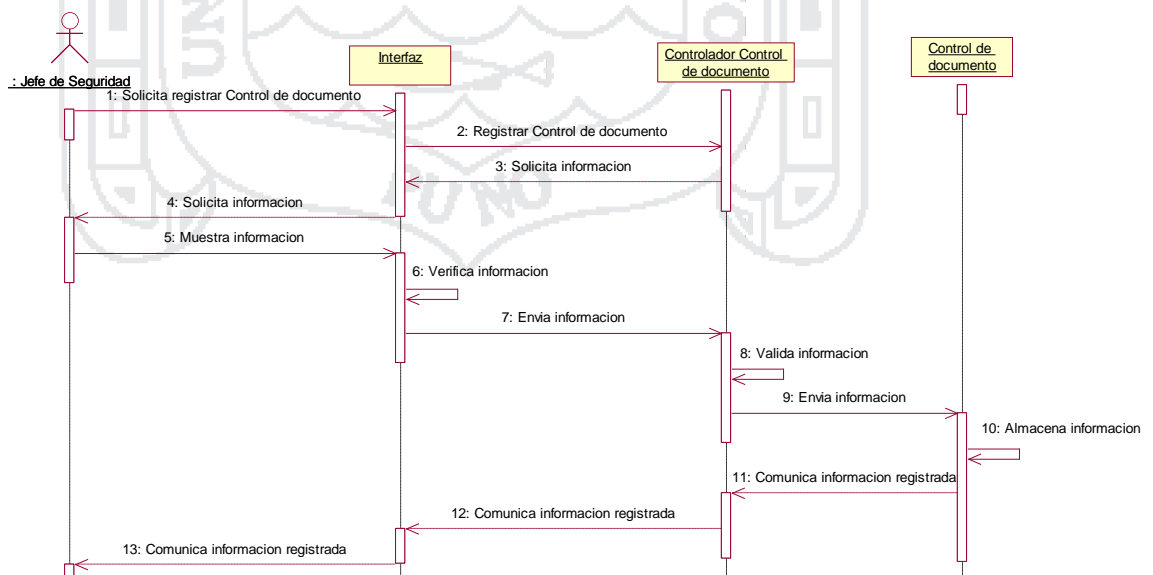 : Jefe de Seguridad
Interfaz
Controlador Control
de documento
Control de
documento
1: Solicita registrar Control de documento
2: Registrar Control de documento
3: Solicita informacion
4: Solicita informacion
5: Muestra informacion
6: Verifica informacion
7: Envia informacion
8: Valida informacion
9: Envia informacion
10: Almacena informacion
11: Comunica informacion registrada
12: Comunica informacion registrada
13: Comunica informacion registrada
UN
PUNO